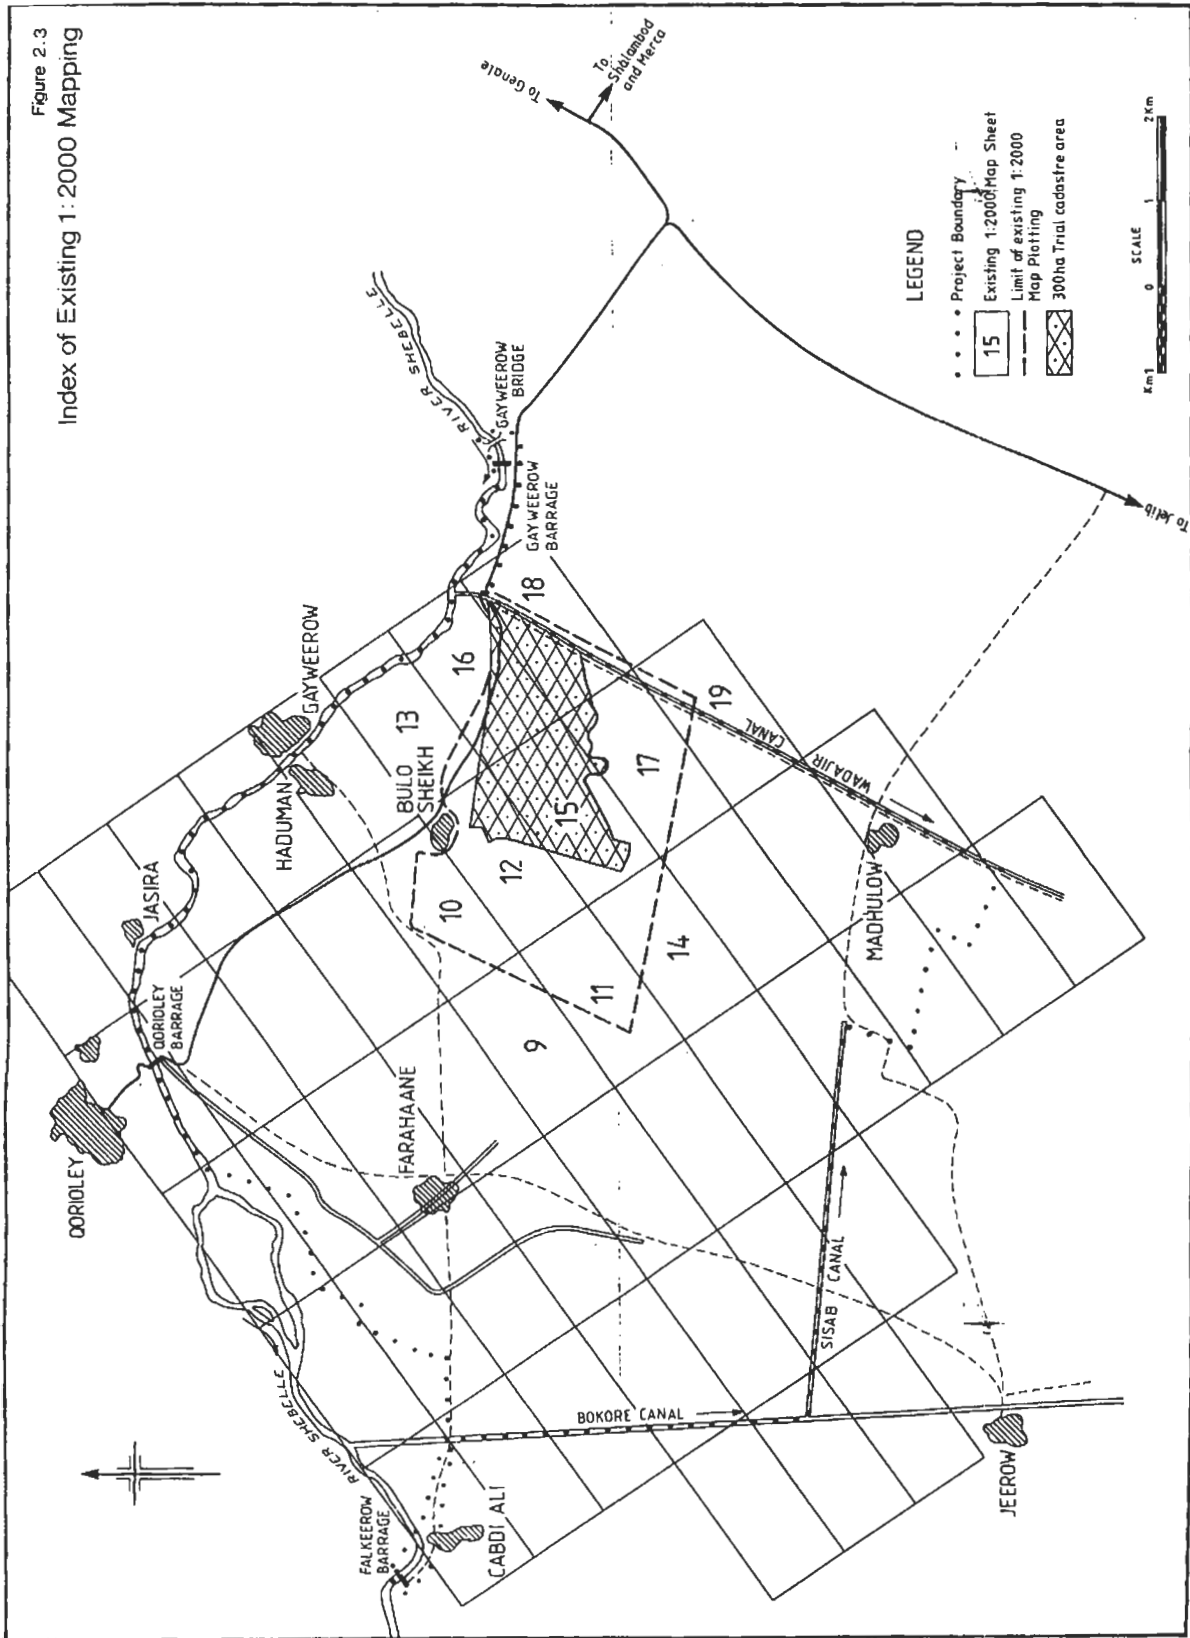 Figure 2.3
Index of Existing 1:2000 Mapping
To Genale
To
Shalambod
and Merca
RIVER SHEBELLE
GAYWEEROW
BRIDGE
GAYWEEROW
BARRAGE
GAYWEEROW
HADUMAN
JASIRA
QORIOLEY
BARRAGE
QORIOLEY
BULO
SHEIKH
FARAHAANE
18
16
13
19
17
15
12
10
14
11
9
WADAJIR CANAL
MADHULOW
SISAB CANAL
BOKORE CANAL
RIVER SHEBELLE
FALKEEROW
BARRAGE
CABDI ALI
JEEROW
To Jelib
LEGEND
Project Boundary
15
Existing 1:2000 Map Sheet
Limit of existing 1:2000
Map Plotting
300ha Trial cadastre area
SCALE
Km1 0 1 2Km